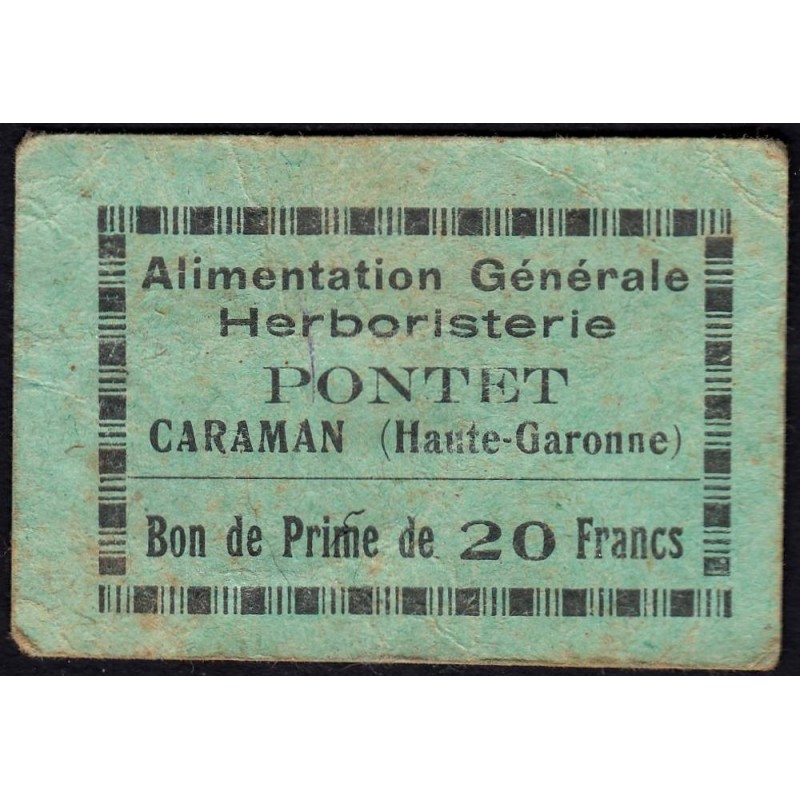 Alimentation Générale
Herboristerie
PONTET
CARAMAN (Haute-Garonne)
Bon de Prime de 20 Francs